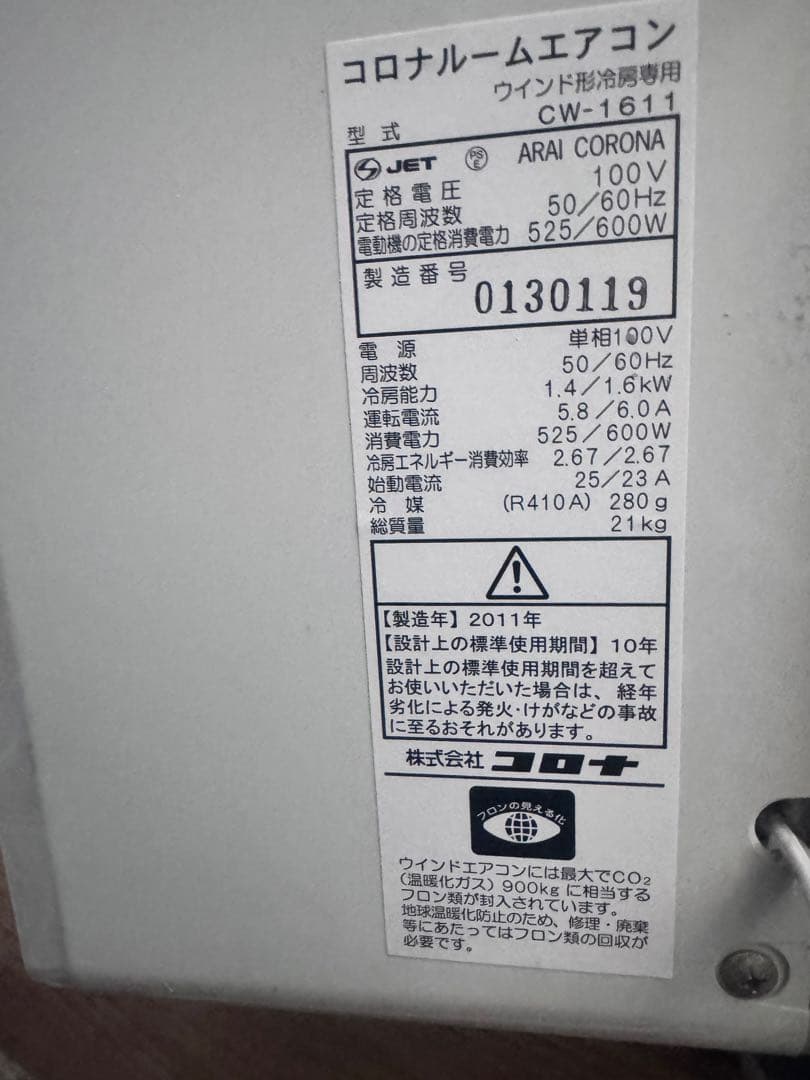 コロナルームエアコン
ウインド形冷房専用
型式 CW-1611
JET PS E ARAI CORONA
定格電圧 100V
定格周波数 50/60Hz
電動機の定格消費電力 525/600W
製造番号 0130119
電源 単相100V
周波数 50/60Hz
冷房能力 1.4/1.6kW
運転電流 5.8/6.0A
消費電力 525/600W
冷房エネルギー消費効率 2.67/2.67
始動電流 25/23A
冷媒 (R410A) 280g
総質量 21kg
【製造年】2011年
【設計上の標準使用期間】10年
設計上の標準使用期間を超えて
お使いいただいた場合は、経年
劣化による発火・けがなどの事故
に至るおそれがあります。
株式会社 コロナ
フロンの見える化
ウインドエアコンには最大でCO₂
(温暖化ガス)900kgに相当する
フロン類が封入されています。
地球温暖化防止のため、修理・廃棄
等にあたってはフロン類の回収が
必要です。